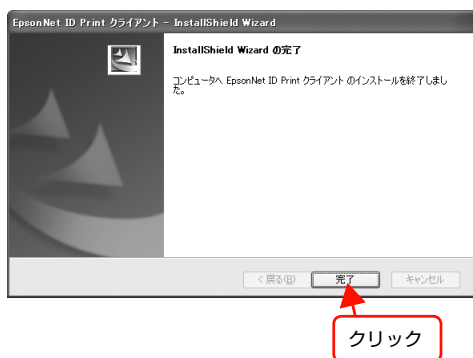 EpsonNet ID Print クライアント - InstallShield Wizard
InstallShield Wizard の完了
コンピュータへ EpsonNet ID Print クライアント のインストールを終了しまし
た。
< 戻る(B)
完了
キャンセル
クリック